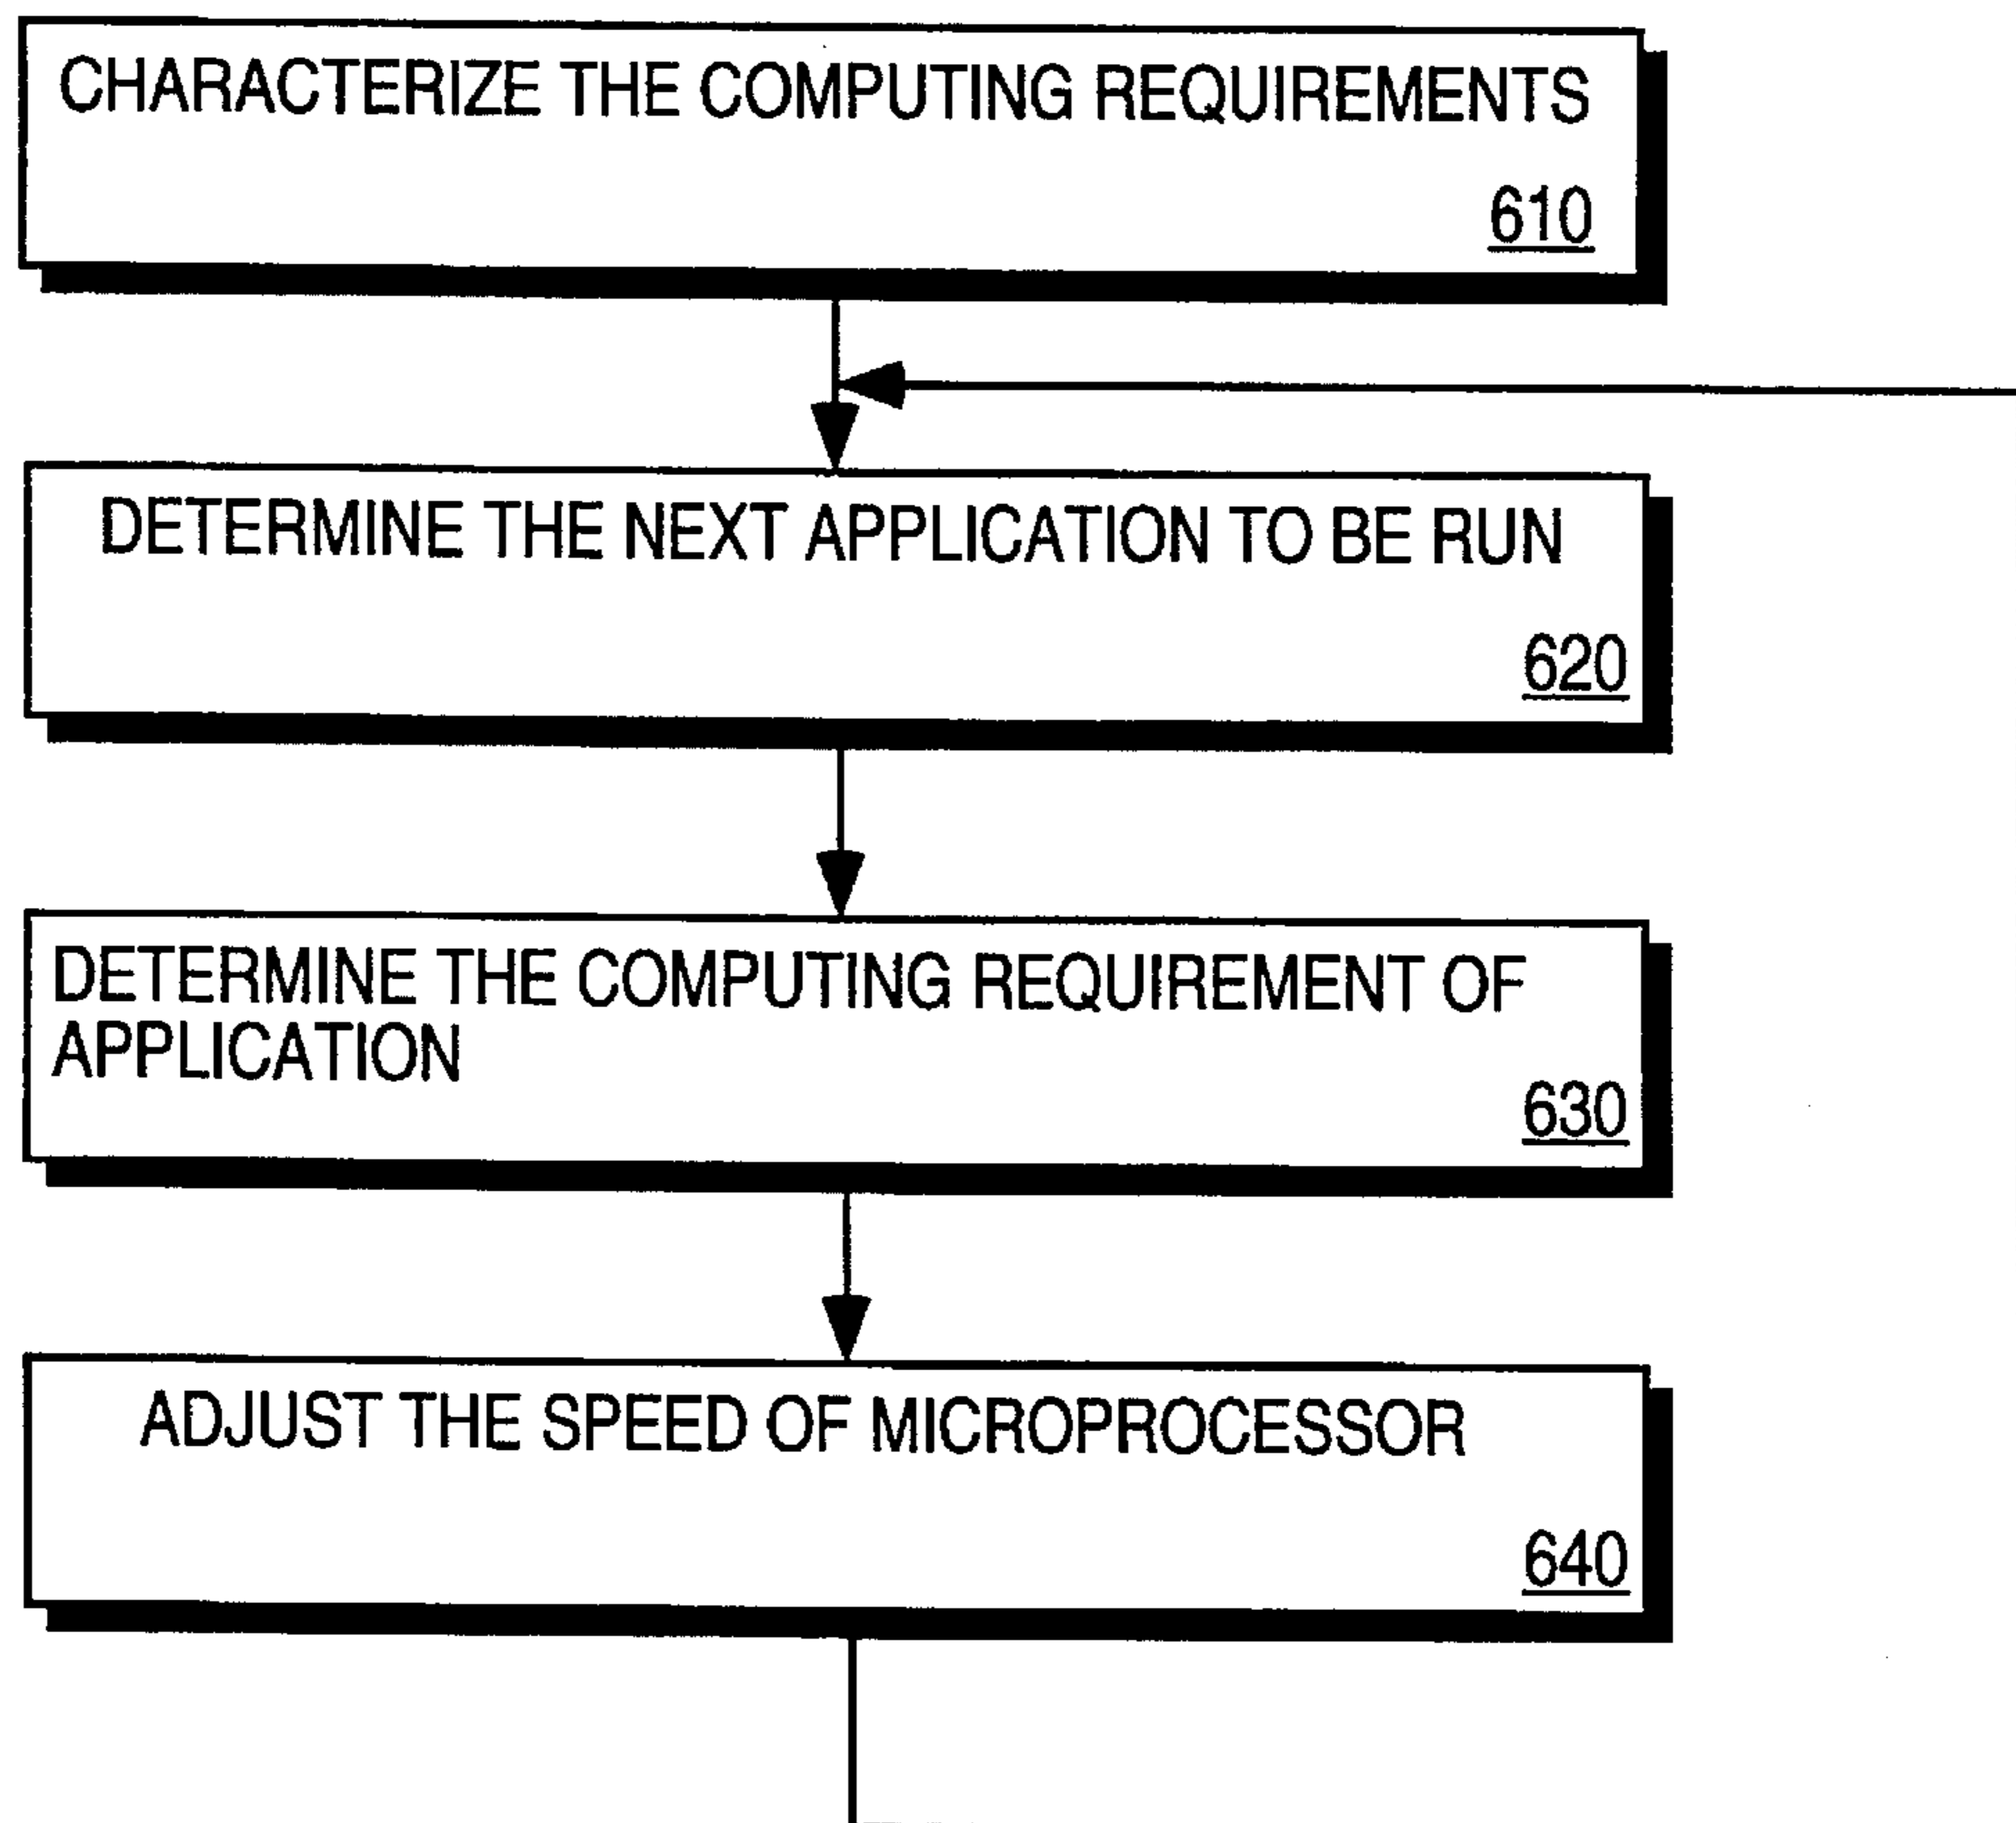 CHARACTERIZE THE COMPUTING REQUIREMENTS
610
DETERMINE THE NEXT APPLICATION TO BE RUN
620
DETERMINE THE COMPUTING REQUIREMENT OF
APPLICATION
630
ADJUST THE SPEED OF MICROPROCESSOR
640